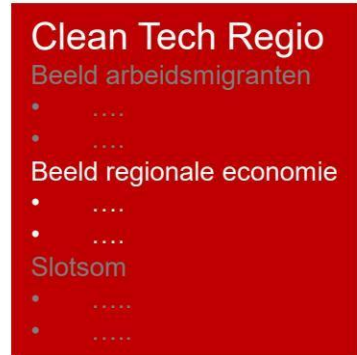 Clean Tech Regio
Beeld arbeidsmigranten
• ....
• ....
Beeld regionale economie
• ....
• ....
Slotsom
• .....
• .....